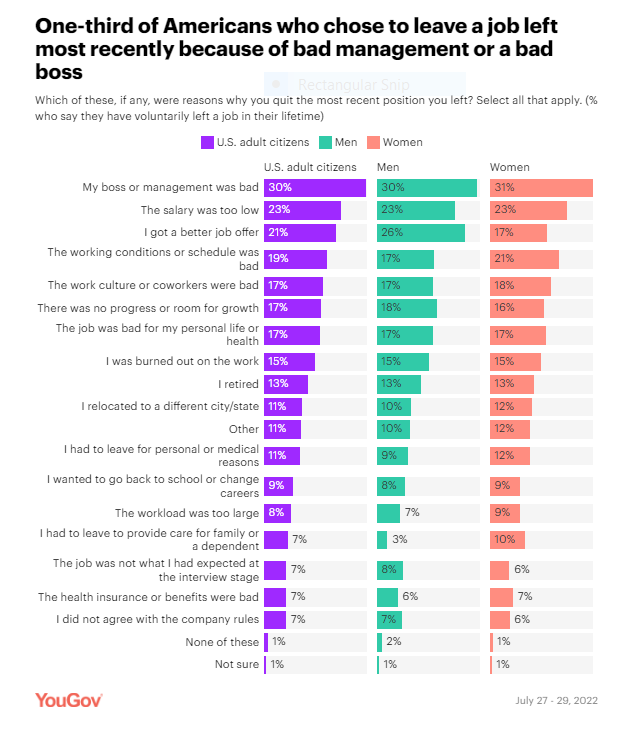 One-third of Americans who chose to leave a job left
most recently because of bad management or a bad
boss
Rectangular Snip
Which of these, if any, were reasons why you quit the most recent position you left? Select all that apply. (%
who say they have voluntarily left a job in their lifetime)
U.S. adult citizens Men Women
U.S. adult citizens Men Women
My boss or management was bad 30% 30% 31%
The salary was too low 23% 23% 23%
I got a better job offer 21% 26% 17%
The working conditions or schedule was
bad 19% 17% 21%
The work culture or coworkers were bad 17% 17% 18%
There was no progress or room for growth 17% 18% 16%
The job was bad for my personal life or
health 17% 17% 17%
I was burned out on the work 15% 15% 15%
I retired 13% 13% 13%
I relocated to a different city/state 11% 10% 12%
Other 11% 10% 12%
I had to leave for personal or medical
reasons 11% 9% 12%
I wanted to go back to school or change
careers 9% 8% 9%
The workload was too large 8% 7% 9%
I had to leave to provide care for family or
a dependent 7% 3% 10%
The job was not what I had expected at
the interview stage 7% 8% 6%
The health insurance or benefits were bad 7% 6% 7%
I did not agree with the company rules 7% 7% 6%
None of these 1% 2% 1%
Not sure 1% 1% 1%
YouGov July 27 - 29, 2022